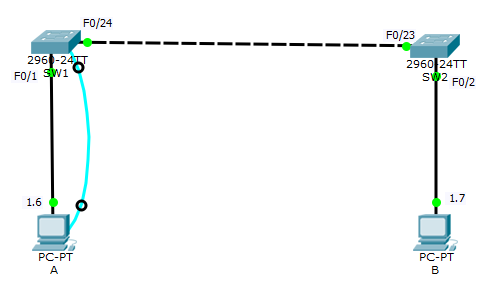 F0/24
F0/23
2960-24TT
SW1
2960-24TT
SW2
F0/1
F0/2
1.6
1.7
PC-PT
A
PC-PT
B